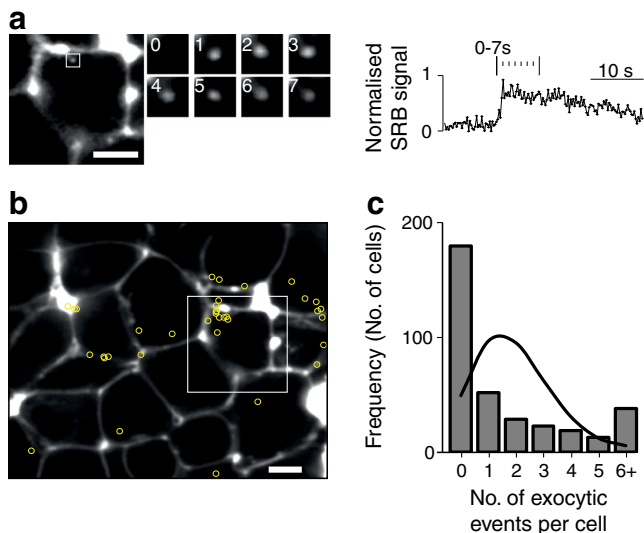 a
0 1 2 3
4 5 6 7
0-7s
10 s
Normalised
SRB signal
1
0
b
c
Frequency (No. of cells)
200
100
0
0 1 2 3 4 5 6+
No. of exocytic
events per cell